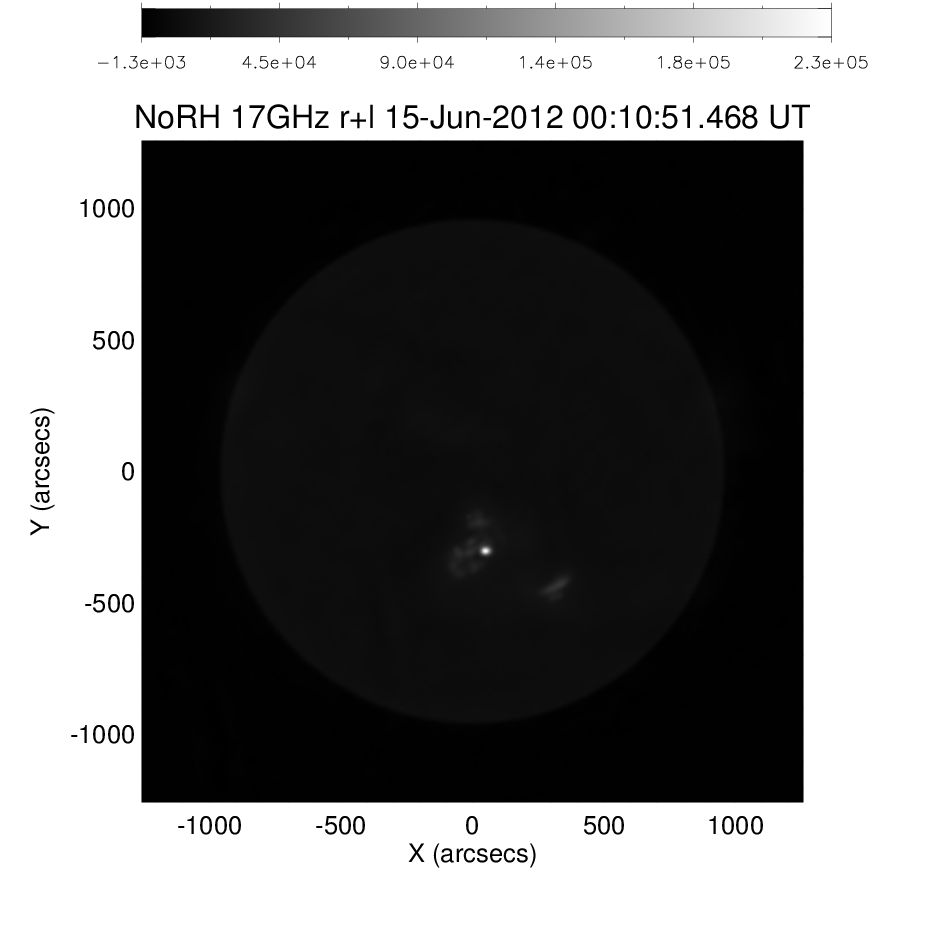 −1.3e+03 4.5e+04 9.0e+04 1.4e+05 1.8e+05 2.3e+05
NoRH 17GHz r+l 15-Jun-2012 00:10:51.468 UT
1000
500
0
-500
-1000
Y (arcsecs)
-1000 -500 0 500 1000
X (arcsecs)